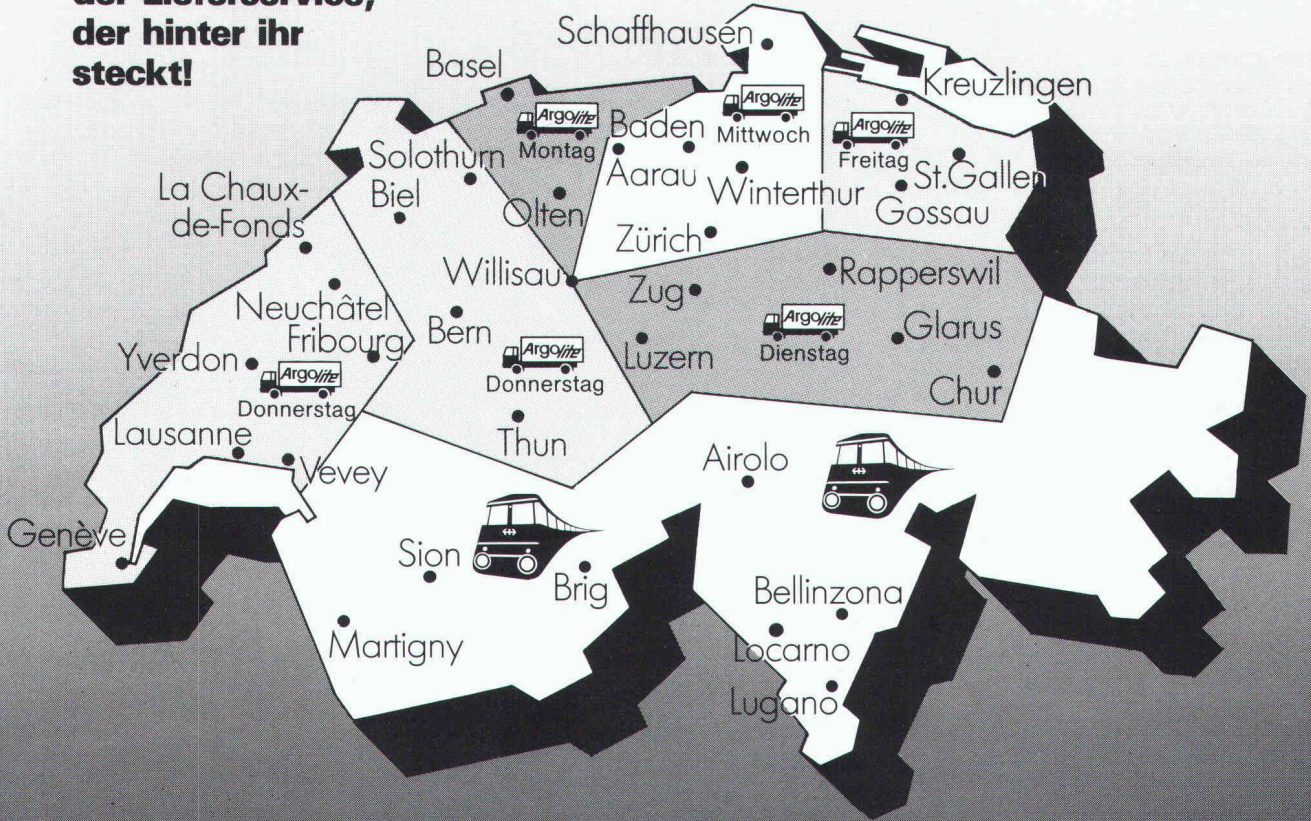 der Lieferservice,
der hinter ihr
steckt!
Schaffhausen
Basel
Kreuzlingen
Argolite
Montag
Baden
Argolite
Mittwoch
Argolite
Freitag
Solothurn
Biel
Aarau
Winterthur
St.Gallen
Gossau
La Chaux-
de-Fonds
Olten
Zürich
Willisau
Zug
Rapperswil
Neuchâtel
Fribourg
Bern
Luzern
Argolite
Dienstag
Glarus
Yverdon
Argolite
Donnerstag
Argolite
Donnerstag
Chur
Lausanne
Thun
Vevey
Airolo
Genève
Sion
Brig
Bellinzona
Martigny
Locarno
Lugano